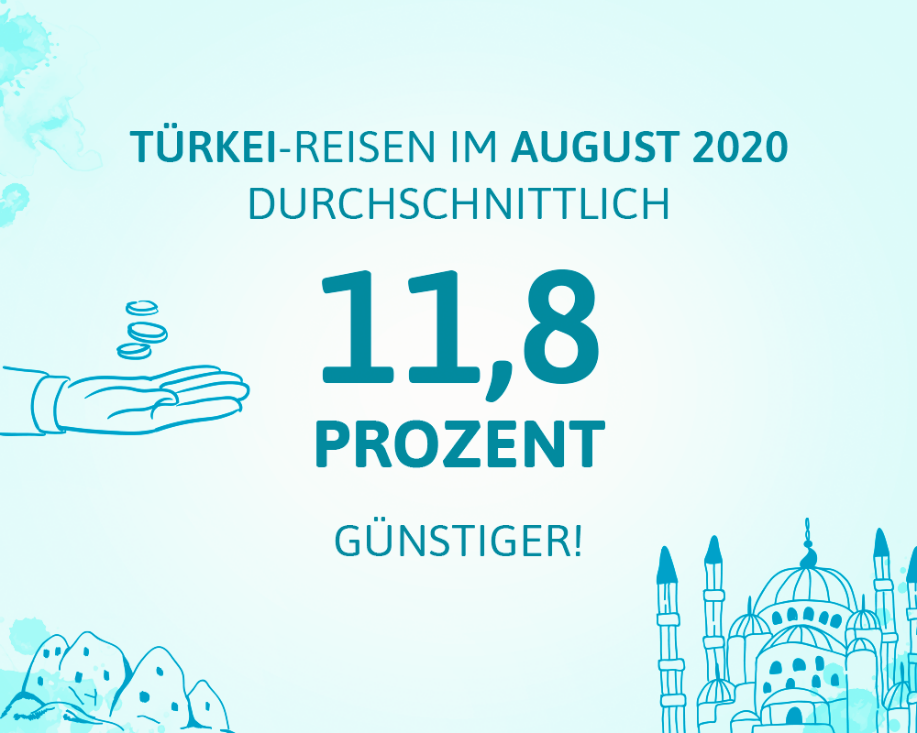 TÜRKEI-REISEN IM AUGUST 2020
DURCHSCHNITTLICH
11,8
PROZENT
GÜNSTIGER!